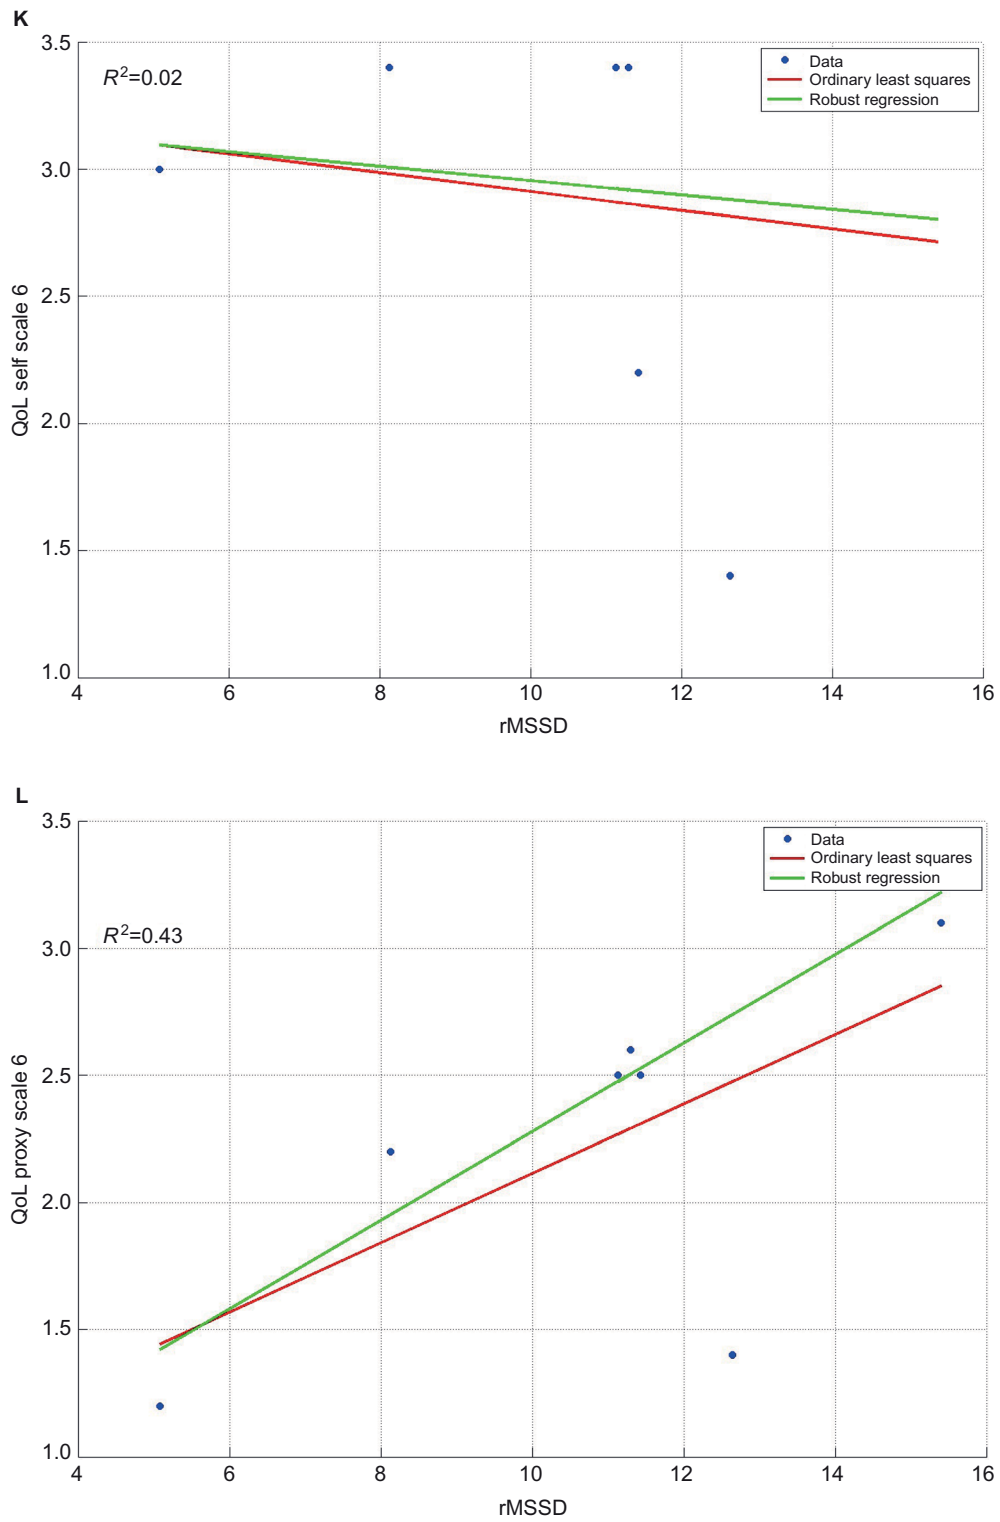 K
3.5
R²=0.02
Data
Ordinary least squares
Robust regression
3.0
2.5
QoL self scale 6
2.0
1.5
1.0
4 6 8 10 12 14 16
rMSSD
L
3.5
Data
Ordinary least squares
Robust regression
R²=0.43
3.0
2.5
QoL proxy scale 6
2.0
1.5
1.0
4 6 8 10 12 14 16
rMSSD